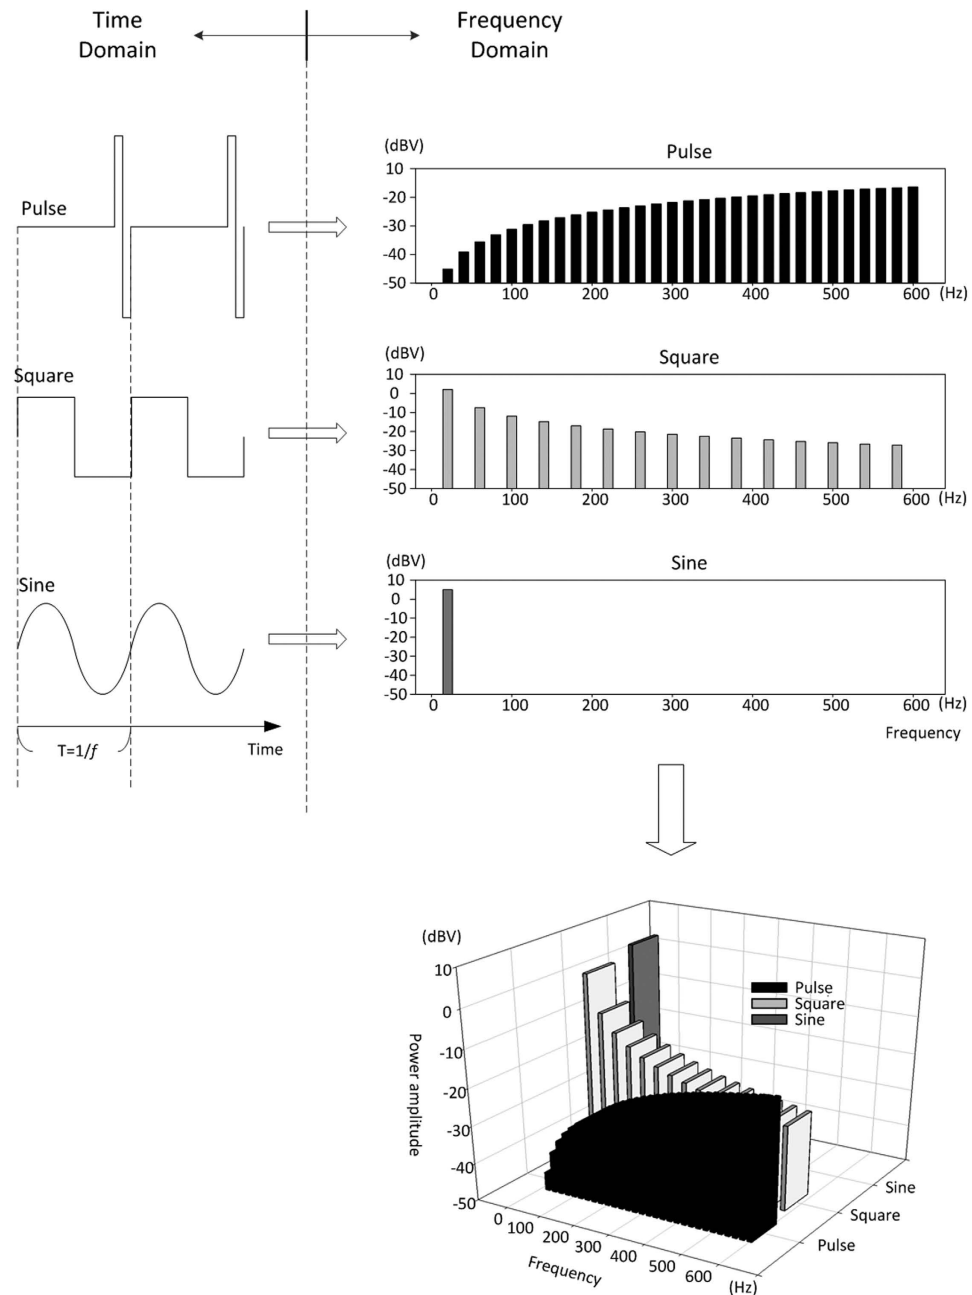 Time
Domain
Frequency
Domain
Pulse
(dBV)
Pulse
10
-20
-30
-40
-50
0 100 200 300 400 500 600 (Hz)
Square
(dBV)
Square
10
0
-10
-20
-30
-40
-50
0 100 200 300 400 500 600 (Hz)
Sine
(dBV)
Sine
10
0
-10
-20
-30
-40
-50
0 100 200 300 400 500 600 (Hz)
Frequency
T=1/f
Time
(dBV)
10
0
-10
-20
-30
-40
-50
Power amplitude
Pulse
Square
Sine
0 100 200 300 400 500 600 (Hz)
Frequency
Sine
Square
Pulse